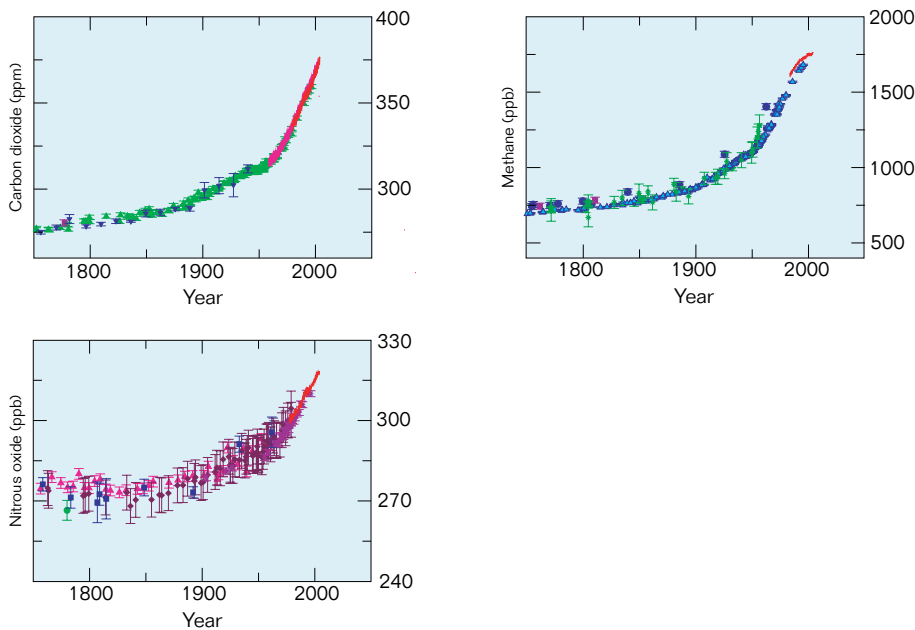 400
350
300
Carbon dioxide (ppm)
1800 1900 2000
Year
2000
1500
1000
500
Methane (ppb)
1800 1900 2000
Year
330
300
270
240
Nitrous oxide (ppb)
1800 1900 2000
Year